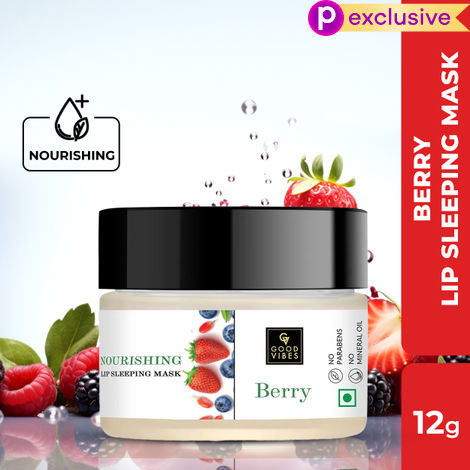 p exclusive
NOURISHING
BERRY
LIP SLEEPING MASK
12g
NOURISHING
LIP SLEEPING MASK
GV
GOOD
VIBES
Berry
NO
PARABENS
NO
MINERAL OIL